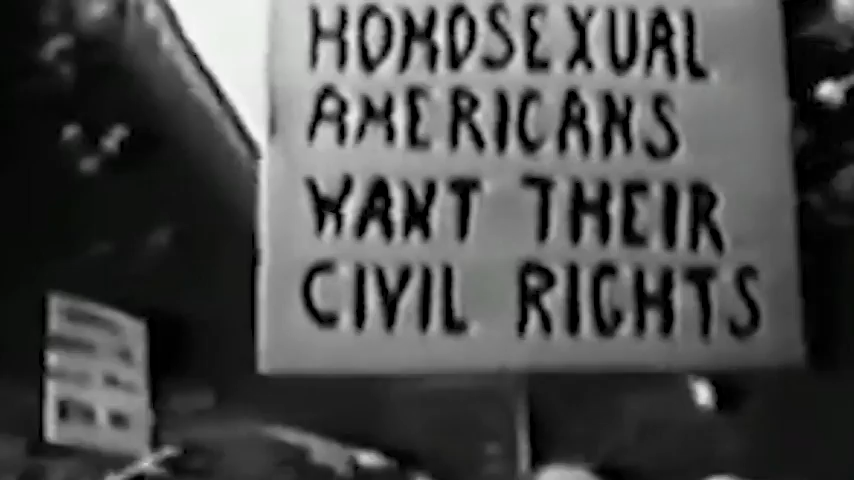 HOMOSEXUAL
AMERICANS
WANT THEIR
CIVIL RIGHTS